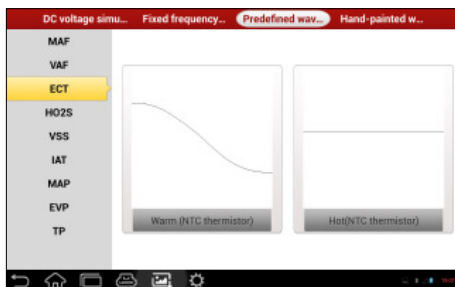 DC voltage simu... Fixed frequency... Predefined wav... Hand-painted w...
MAF
VAF
ECT
HO2S
VSS
IAT
MAP
EVP
TP
Warm (NTC thermistor) Hot(NTC thermistor)